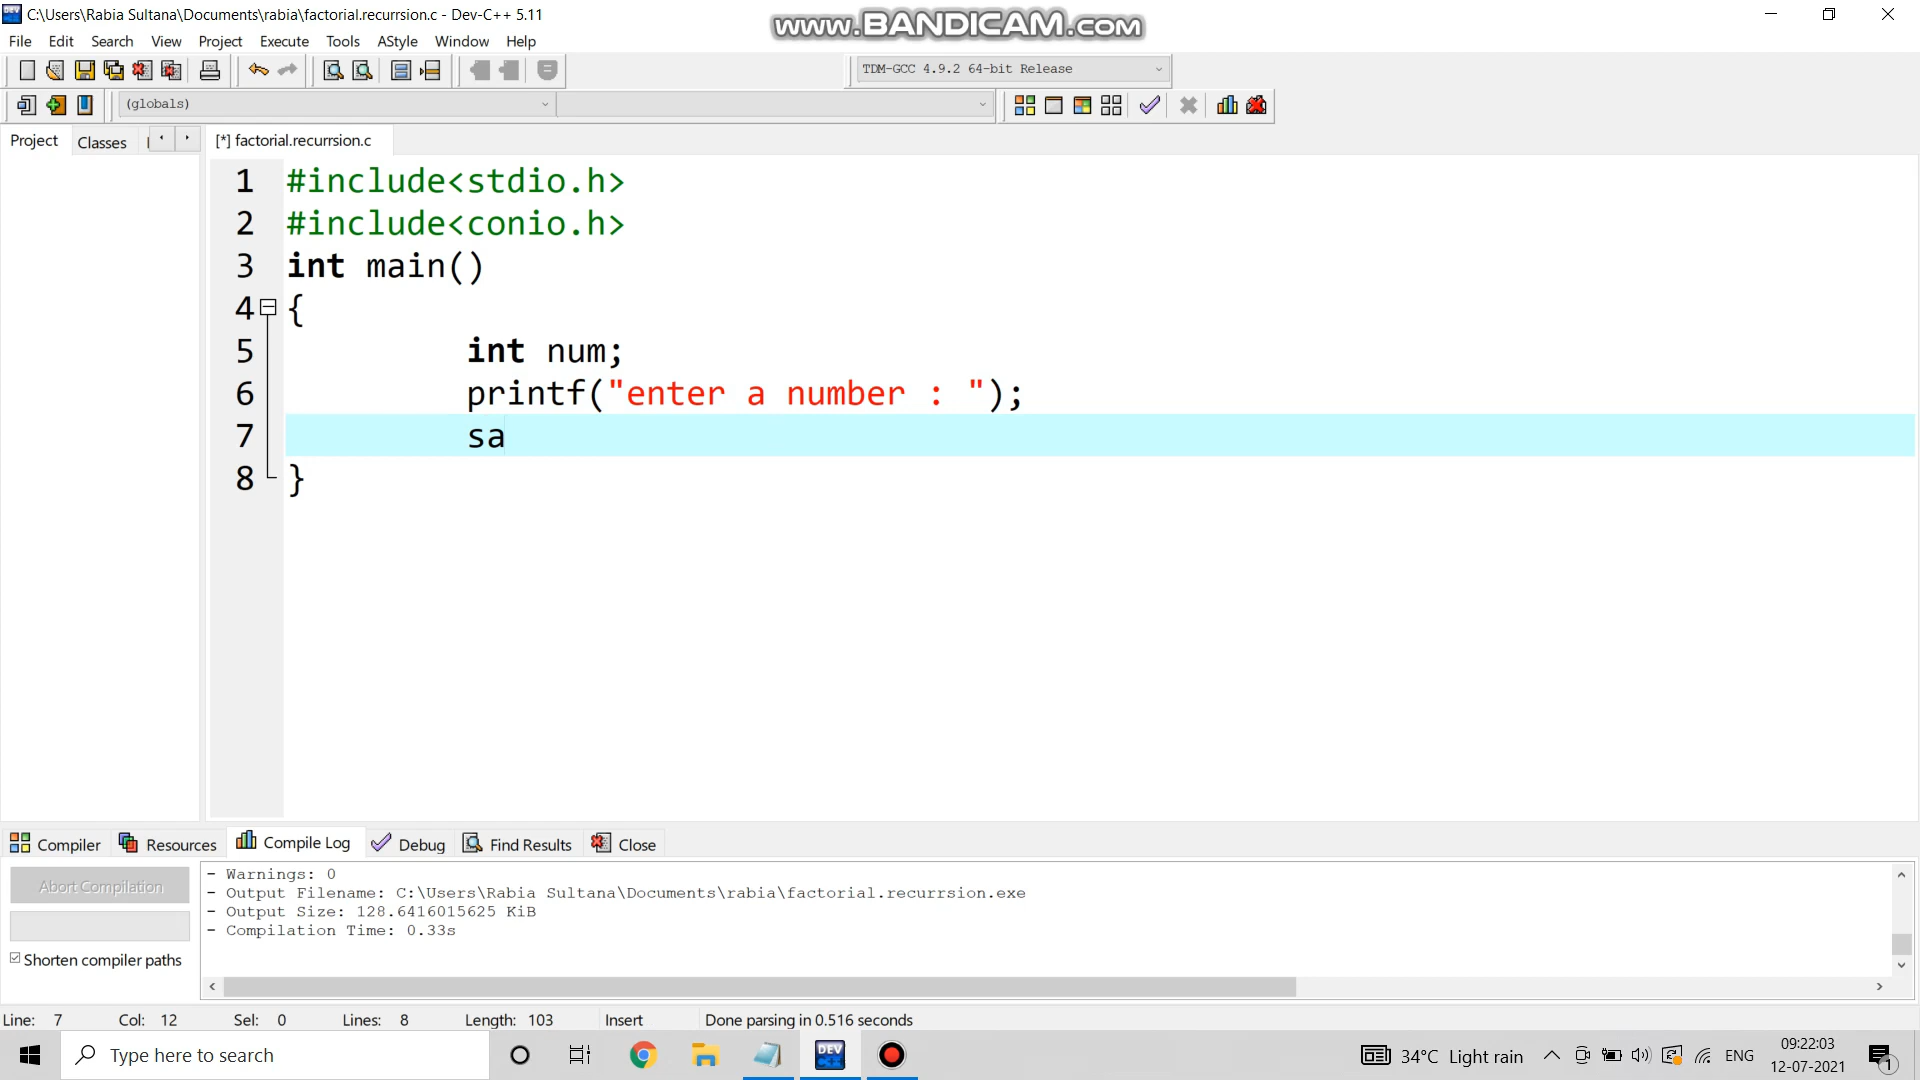 C:\Users\Rabia Sultana\Documents\rabia\factorial.recurrsion.c - Dev-C++ 5.11
www.BANDICAM.com
File Edit Search View Project Execute Tools AStyle Window Help
TDM-GCC 4.9.2 64-bit Release
(globals)
Project Classes
[*] factorial.recurrsion.c
1 #include<stdio.h>
2 #include<conio.h>
3 int main()
4 {
5 int num;
6 printf("enter a number : ");
7 sa
8 }
Compiler Resources Compile Log Debug Find Results Close
Abort Compilation
Shorten compiler paths
- Warnings: 0
- Output Filename: C:\Users\Rabia Sultana\Documents\rabia\factorial.recurrsion.exe
- Output Size: 128.6416015625 KiB
- Compilation Time: 0.33s
Line: 7 Col: 12 Sel: 0 Lines: 8 Length: 103 Insert Done parsing in 0.516 seconds
Type here to search
DEV C++
34°C Light rain
ENG
09:22:03
12-07-2021
1